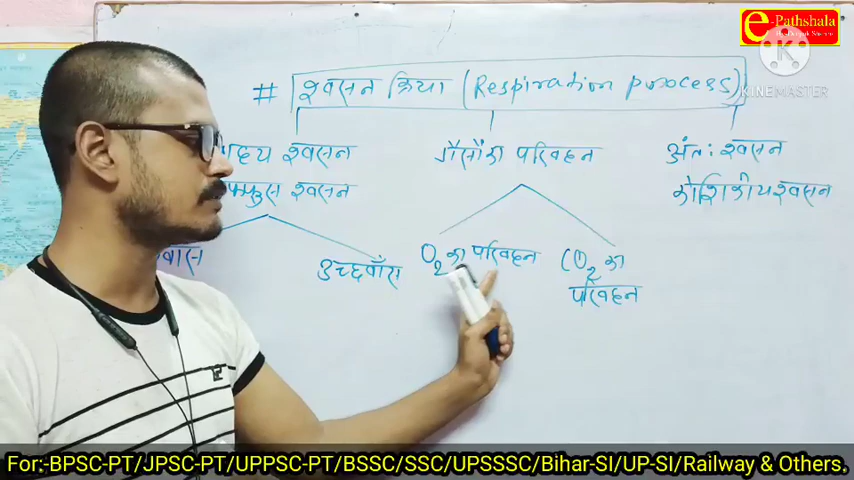 e-Pathshala
KINEMASTER
# श्वसन क्रिया (Respiration process)
श्वसन
गैसों का परिवहन
अंतः श्वसन
श्वसन
कोशिकीय श्वसन
उच्छवाँस
O2 का परिवहन
CO2 का
परिवहन
For:-BPSC-PT/JPSC-PT/UPPSC-PT/BSSC/SSC/UPSSSC/Bihar-SI/UP-SI/Railway & Others.